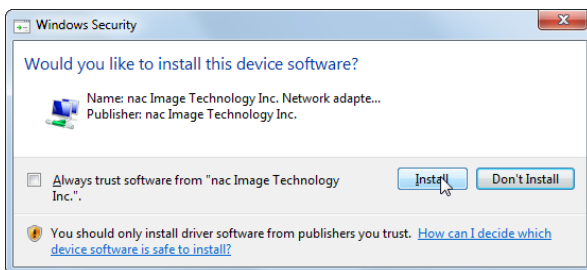 Windows Security
Would you like to install this device software?
Name: nac Image Technology Inc. Network adapte...
Publisher: nac Image Technology Inc.
Always trust software from "nac Image Technology
Inc.".
Install
Don't Install
You should only install driver software from publishers you trust. How can I decide which
device software is safe to install?